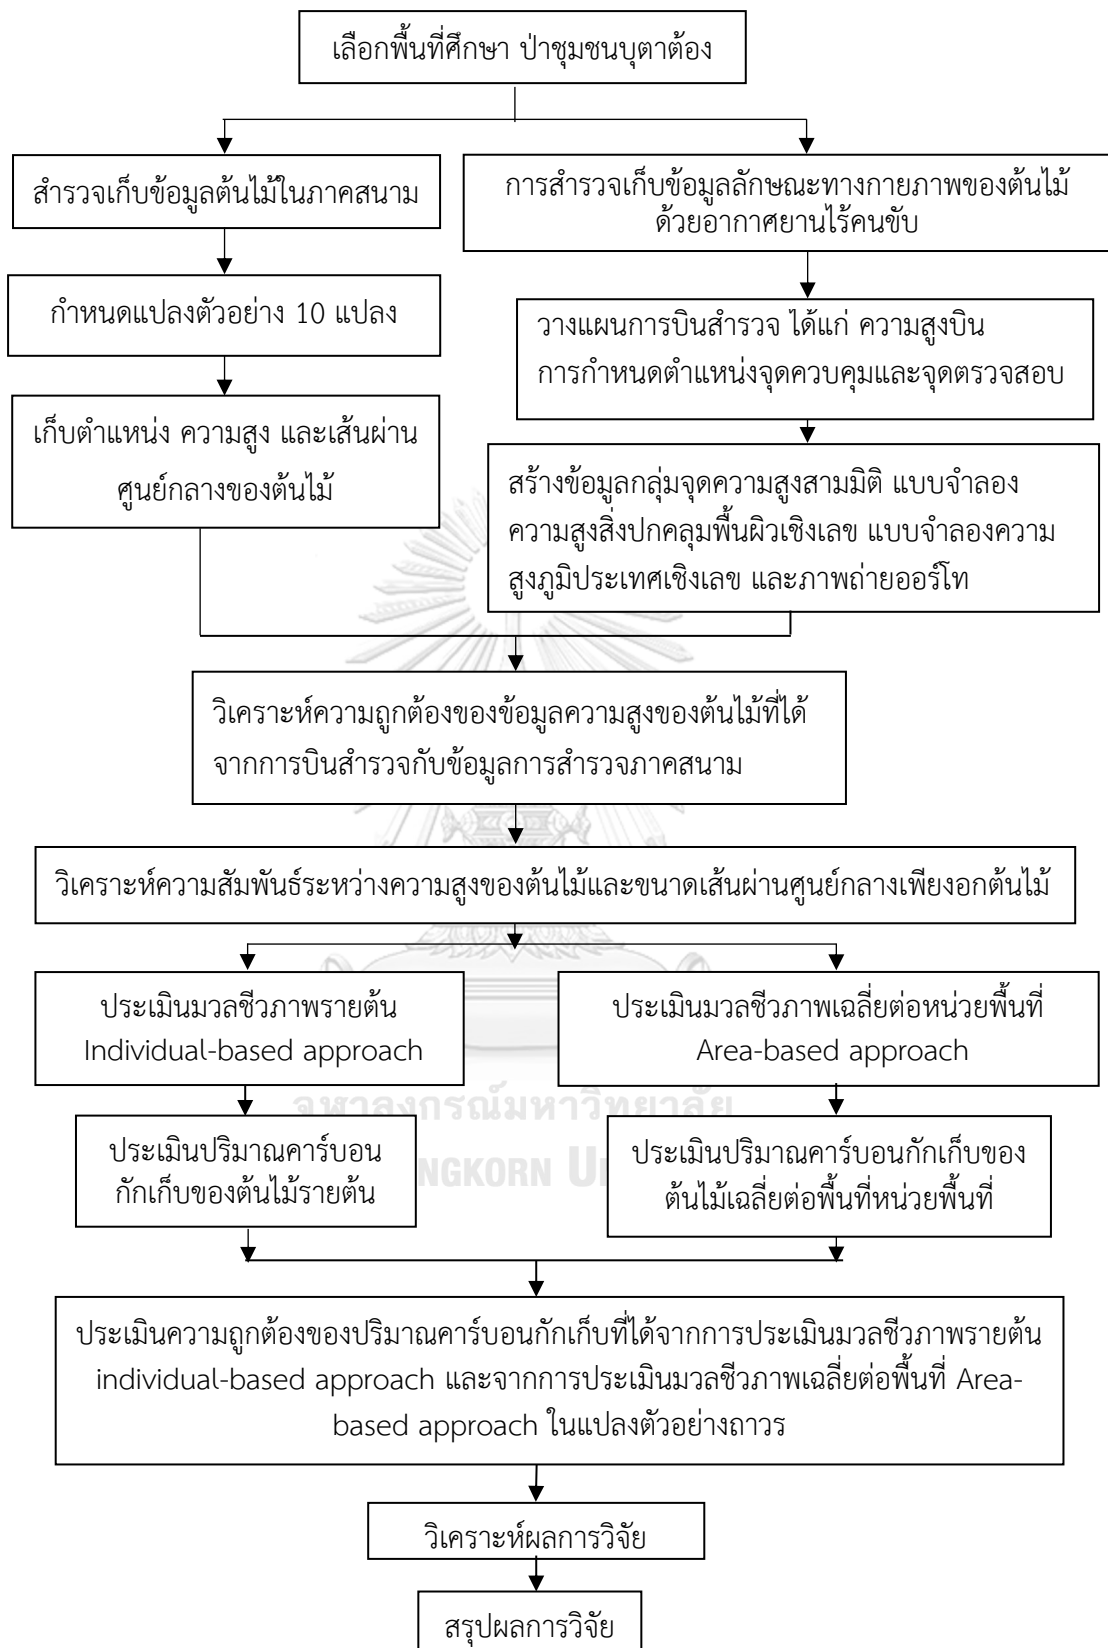 เลือกพื้นที่ศึกษา ป่าชุมชนบุตาต้อง
สำรวจเก็บข้อมูลต้นไม้ในภาคสนาม
การสำรวจเก็บข้อมูลลักษณะทางกายภาพของต้นไม้
ด้วยอากาศยานไร้คนขับ
กำหนดแปลงตัวอย่าง 10 แปลง
วางแผนการบินสำรวจ ได้แก่ ความสูงบิน
การกำหนดตำแหน่งจุดควบคุมและจุดตรวจสอบ
เก็บตำแหน่ง ความสูง และเส้นผ่าน
ศูนย์กลางของต้นไม้
สร้างข้อมูลกลุ่มจุดความสูงสามมิติ แบบจำลอง
ความสูงสิ่งปกคลุมพื้นผิวเชิงเลข แบบจำลองความ
สูงภูมิประเทศเชิงเลข และภาพถ่ายออร์โท
วิเคราะห์ความถูกต้องของข้อมูลความสูงของต้นไม้ที่ได้
จากการบินสำรวจกับข้อมูลการสำรวจภาคสนาม
วิเคราะห์ความสัมพันธ์ระหว่างความสูงของต้นไม้และขนาดเส้นผ่านศูนย์กลางเพียงอกต้นไม้
ประเมินมวลชีวภาพรายต้น
Individual-based approach
ประเมินมวลชีวภาพเฉลี่ยต่อหน่วยพื้นที่
Area-based approach
จุฬาลงกรณ์มหาวิทยาลัย
ประเมินปริมาณคาร์บอน
กักเก็บของต้นไม้รายต้น
ประเมินปริมาณคาร์บอนกักเก็บของ
ต้นไม้เฉลี่ยต่อพื้นที่หน่วยพื้นที่
NGKORN U
ประเมินความถูกต้องของปริมาณคาร์บอนกักเก็บที่ได้จากการประเมินมวลชีวภาพรายต้น
individual-based approach และจากการประเมินมวลชีวภาพเฉลี่ยต่อพื้นที่ Area-
based approach ในแปลงตัวอย่างถาวร
วิเคราะห์ผลการวิจัย
สรุปผลการวิจัย